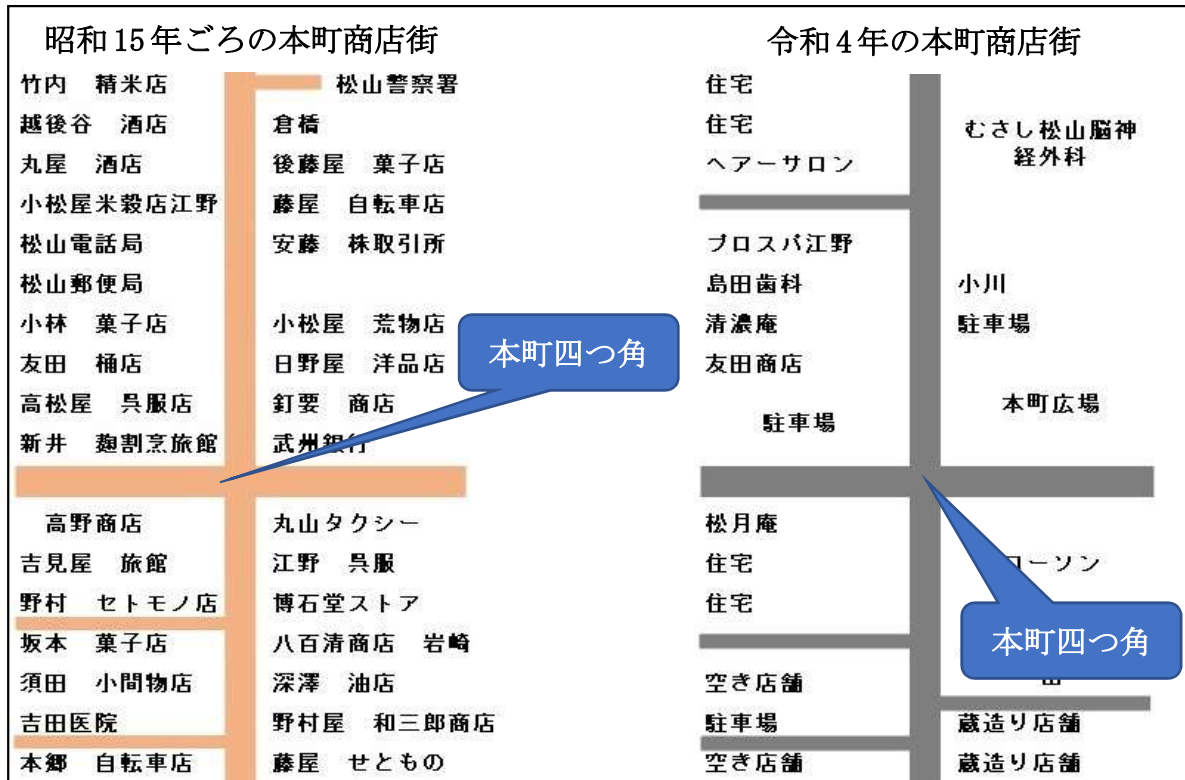 昭和15年ごろの本町商店街
竹内　精米店
松山警察署
越後谷　酒店
倉橋
丸屋　酒店
後藤屋　菓子店
小松屋米穀店江野
藤屋　自転車店
松山電話局
安藤　株取引所
松山郵便局
小林　菓子店
小松屋　荒物店
友田　桶店
日野屋　洋品店
高松屋　呉服店
釘要　商店
新井　麹割烹旅館
武州銀行
本町四つ角
高野商店
丸山タクシー
吉見屋　旅館
江野　呉服
野村　セトモノ店
博石堂ストア
坂本　菓子店
八百清商店　岩崎
須田　小間物店
深澤　油店
吉田医院
野村屋　和三郎商店
本郷　自転車店
藤屋　せともの
令和4年の本町商店街
住宅
住宅
むさし松山脳神
経外科
ヘアーサロン
プロスパ江野
島田歯科
小川
清濃庵
駐車場
友田商店
本町広場
駐車場
松月庵
住宅
ローソン
住宅
本町四つ角
空き店舗
駐車場
蔵造り店舗
空き店舗
蔵造り店舗